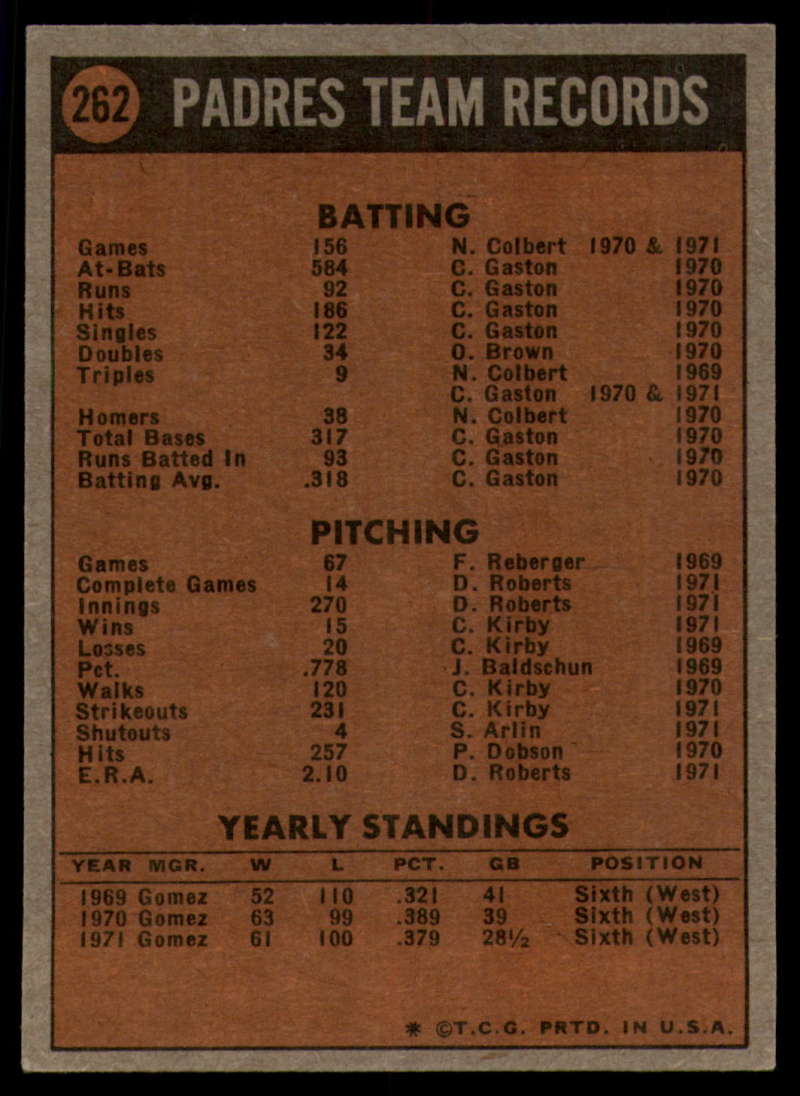 262 PADRES TEAM RECORDS
BATTING
Games 156 N. Colbert 1970 & 1971
At-Bats 584 C. Gaston 1970
Runs 92 C. Gaston 1970
Hits 186 C. Gaston 1970
Singles 122 C. Gaston 1970
Doubles 34 O. Brown 1970
Triples 9 N. Colbert 1969
C. Gaston 1970 & 1971
Homers 38 N. Colbert 1970
Total Bases 317 C. Gaston 1970
Runs Batted In 93 C. Gaston 1970
Batting Avg. .318 C. Gaston 1970
PITCHING
Games 67 F. Reberger 1969
Complete Games 14 D. Roberts 1971
Innings 270 D. Roberts 1971
Wins 15 C. Kirby 1971
Losses 20 C. Kirby 1969
Pct. .778 J. Baldschun 1969
Walks 120 C. Kirby 1970
Strikeouts 231 C. Kirby 1971
Shutouts 4 S. Arlin 1971
Hits 257 P. Dobson 1970
E.R.A. 2.10 D. Roberts 1971
YEARLY STANDINGS
YEAR MGR. W L PCT. GB POSITION
1969 Gomez 52 110 .321 41 Sixth (West)
1970 Gomez 63 99 .389 39 Sixth (West)
1971 Gomez 61 100 .379 28½ Sixth (West)
* ©T.C.G. PRTD. IN U.S.A.